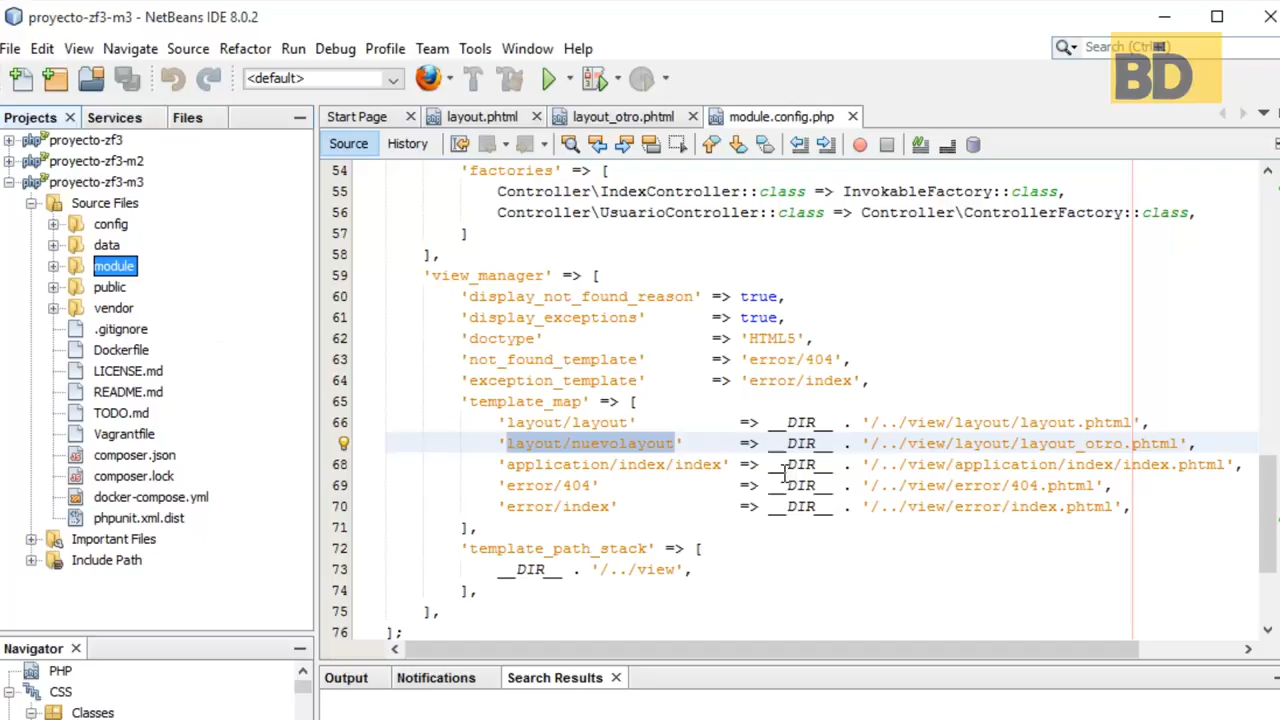 proyecto-zf3-m3 - NetBeans IDE 8.0.2
File Edit View Navigate Source Refactor Run Debug Profile Team Tools Window Help
Search (Ctrl+I)
BD
<default>
Projects Services Files
Start Page layout.phtml layout_otro.phtml module.config.php
Source History
proyecto-zf3
proyecto-zf3-m2
proyecto-zf3-m3
Source Files
config
data
module
public
vendor
.gitignore
Dockerfile
LICENSE.md
README.md
TODO.md
Vagrantfile
composer.json
composer.lock
docker-compose.yml
phpunit.xml.dist
Important Files
Include Path
54 'factories' => [
55 Controller\IndexController::class => InvokableFactory::class,
56 Controller\UsuarioController::class => Controller\ControllerFactory::class,
57 ]
58 ],
59 'view_manager' => [
60 'display_not_found_reason' => true,
61 'display_exceptions' => true,
62 'doctype' => 'HTML5',
63 'not_found_template' => 'error/404',
64 'exception_template' => 'error/index',
65 'template_map' => [
66 'layout/layout' => __DIR__ . '/../view/layout/layout.phtml',
'layout/nuevolayout' => __DIR__ . '/../view/layout/layout_otro.phtml',
68 'application/index/index' => __DIR__ . '/../view/application/index/index.phtml',
69 'error/404' => __DIR__ . '/../view/error/404.phtml',
70 'error/index' => __DIR__ . '/../view/error/index.phtml',
71 ],
72 'template_path_stack' => [
73 __DIR__ . '/../view',
74 ],
75 ],
76 ];
Navigator
PHP
CSS
Classes
Output Notifications Search Results